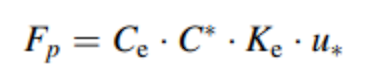 F_p = C_e · C^* · K_e · u_*